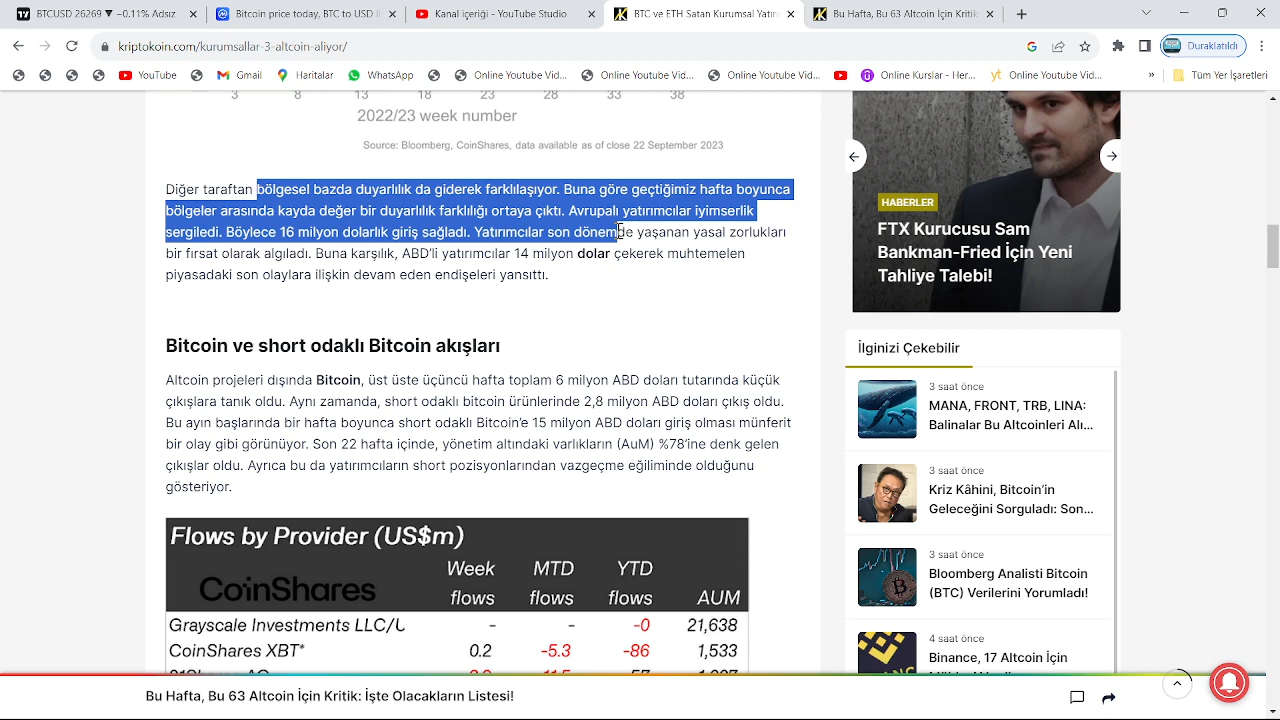 BTCUSD 26269 ▼ −0.11% Adsız
Bitcoin price today, BTC to USD li
Kanal içeriği - YouTube Studio
BTC ve ETH Sonrası Kurumsal Yatırı
Bu Hafta, Bu 63 Altcoin İçin Kritik
kriptokoin.com/kurumsallar-3-altcoin-aliyor/
Duraklatıldı
YouTube
Gmail
Haritalar
WhatsApp
Online Youtube Vid...
Online Youtube Vid...
Online Youtube Vid...
Online Kurslar - Her...
Online Youtube Vid...
»
Tüm Yer İşaretleri
3 8 13 18 23 28 33 38
2022/23 week number
Source: Bloomberg, CoinShares, data available as of close 22 September 2023
Diğer taraftan bölgesel bazda duyarlılık da giderek farklılaşıyor. Buna göre geçtiğimiz hafta boyunca
bölgeler arasında kayda değer bir duyarlılık farklılığı ortaya çıktı. Avrupalı yatırımcılar iyimserlik
sergiledi. Böylece 16 milyon dolarlık giriş sağladı. Yatırımcılar son dönemde yaşanan yasal zorlukları
bir fırsat olarak algıladı. Buna karşılık, ABD'li yatırımcılar 14 milyon dolar çekerek muhtemelen
piyasadaki son olaylara ilişkin devam eden endişeleri yansıttı.
Bitcoin ve short odaklı Bitcoin akışları
Altcoin projeleri dışında Bitcoin, üst üste üçüncü hafta toplam 6 milyon ABD doları tutarında küçük
çıkışlara tanık oldu. Aynı zamanda, short odaklı bitcoin ürünlerinde 2,8 milyon ABD doları çıkış oldu.
Bu ayın başlarında bir hafta boyunca short odaklı Bitcoin'e 15 milyon ABD doları giriş olması münferit
bir olay gibi görünüyor. Son 22 hafta içinde, yönetim altındaki varlıkların (AuM) %78'ine denk gelen
çıkışlar oldu. Ayrıca bu da yatırımcıların short pozisyonlarından vazgeçme eğiliminde olduğunu
gösteriyor.
Flows by Provider (US$m)
CoinShares
Week MTD YTD
flows flows flows AUM
Grayscale Investments LLC/U - - -0 21,638
CoinShares XBT* 0.2 -5.3 -86 1,533
HABERLER
FTX Kurucusu Sam
Bankman-Fried İçin Yeni
Tahliye Talebi!
İlginizi Çekebilir
3 saat önce
MANA, FRONT, TRB, LINA:
Balinalar Bu Altcoinleri Alı...
3 saat önce
Kriz Kâhini, Bitcoin'in
Geleceğini Sorguladı: Son...
3 saat önce
Bloomberg Analisti Bitcoin
(BTC) Verilerini Yorumladı!
4 saat önce
Binance, 17 Altcoin İçin
Bu Hafta, Bu 63 Altcoin İçin Kritik: İşte Olacakların Listesi!